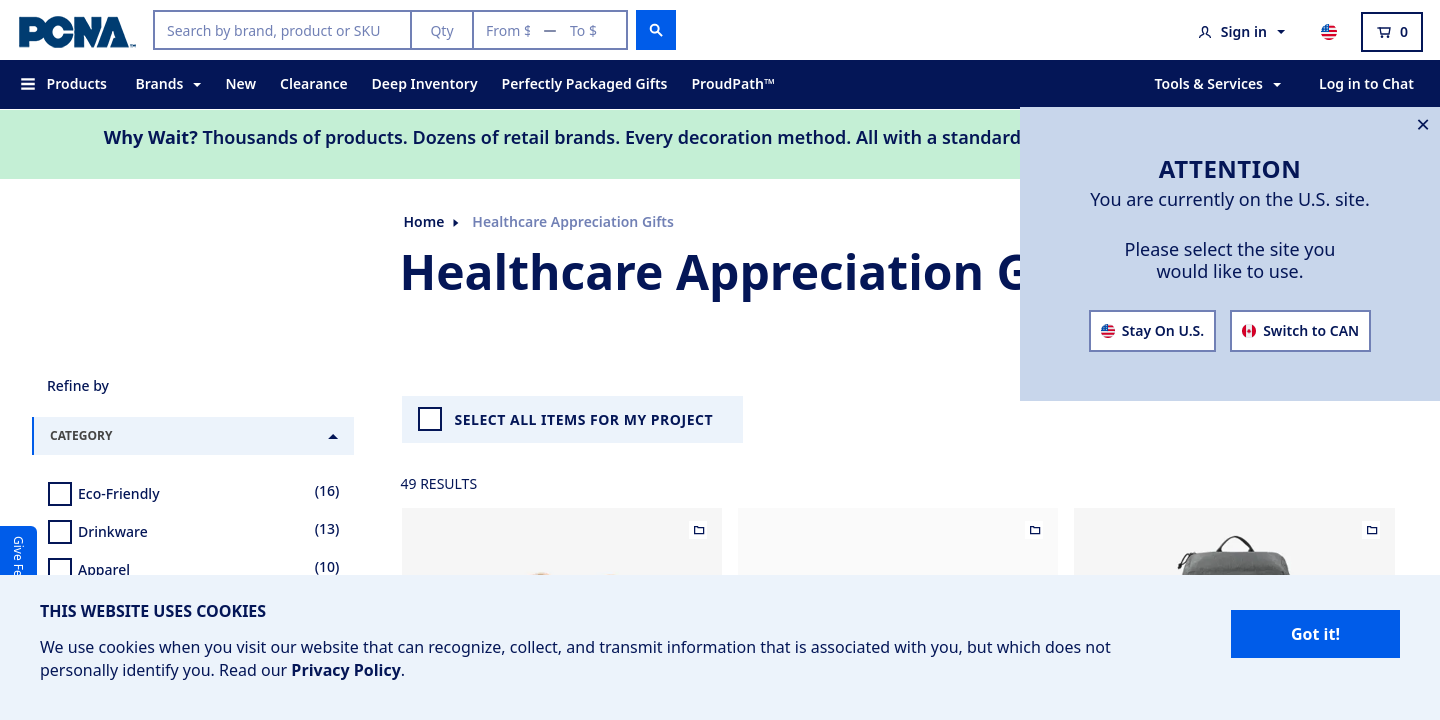 PCNA™
Search by brand, product or SKU
Qty
From $ — To $
Sign in
0
Products
Brands
New
Clearance
Deep Inventory
Perfectly Packaged Gifts
ProudPath™
Tools & Services
Log in to Chat
Why Wait? Thousands of products. Dozens of retail brands. Every decoration method. All with a standard
ATTENTION
You are currently on the U.S. site.
Please select the site you
would like to use.
Stay On U.S.
Switch to CAN
Home
Healthcare Appreciation Gifts
Healthcare Appreciation G
Refine by
CATEGORY
Eco-Friendly (16)
Drinkware (13)
Apparel (10)
SELECT ALL ITEMS FOR MY PROJECT
49 RESULTS
Give Fe
THIS WEBSITE USES COOKIES
We use cookies when you visit our website that can recognize, collect, and transmit information that is associated with you, but which does not
personally identify you. Read our Privacy Policy.
Got it!